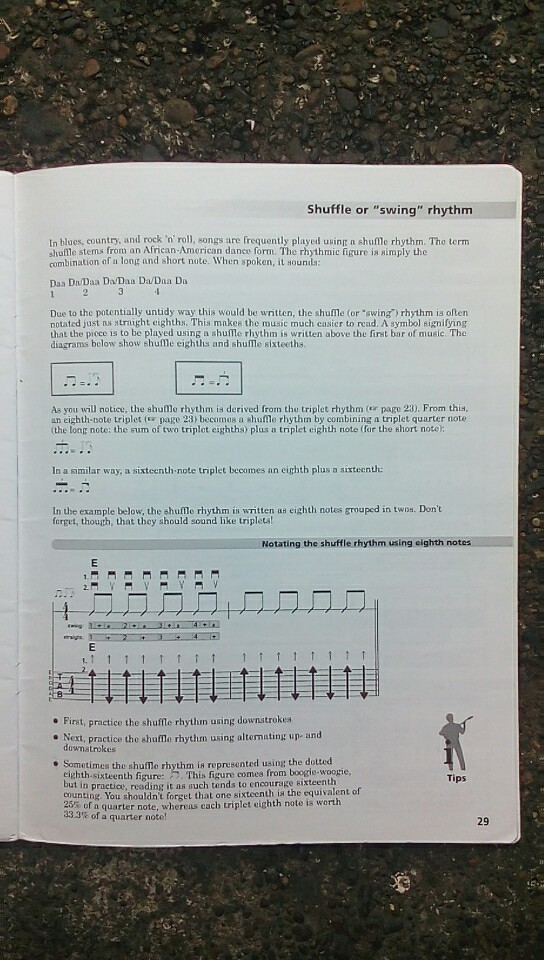 Shuffle or "swing" rhythm
In blues, country, and rock 'n' roll, songs are frequently played using a shuffle rhythm. The term
shuffle stems from an African-American dance form. The rhythmic figure is simply the
combination of a long and short note. When spoken, it sounds:
Daa Da/Daa Da/Daa Da/Daa Da
1 2 3 4
Due to the potentially untidy way this would be written, the shuffle (or "swing") rhythm is often
notated just as straight eighths. This makes the music much easier to read. A symbol signifying
that the piece is to be played using a shuffle rhythm is written above the first bar of music. The
diagrams below show shuffle eighths and shuffle sixteeths.
As you will notice, the shuffle rhythm is derived from the triplet rhythm (☞ page 23). From this,
an eighth-note triplet (☞ page 23) becomes a shuffle rhythm by combining a triplet quarter note
(the long note: the sum of two triplet eighths) plus a triplet eighth note (for the short note):
In a similar way, a sixteenth-note triplet becomes an eighth plus a sixteenth:
In the example below, the shuffle rhythm is written as eighth notes grouped in twos. Don't
forget, though, that they should sound like triplets!
Notating the shuffle rhythm using eighth notes
E
1.
2.
4
4
swing: 1 + a 2 + a 3 + a 4 + a
straight: 1 + 2 + 3 + 4 +
E
1.
2.
T
A
B
4
4
• First, practice the shuffle rhythm using downstrokes
• Next, practice the shuffle rhythm using alternating up- and
downstrokes
• Sometimes the shuffle rhythm is represented using the dotted
eighth-sixteenth figure: . This figure comes from boogie-woogie,
but in practice, reading it as such tends to encourage sixteenth
counting. You shouldn't forget that one sixteenth is the equivalent of
25% of a quarter note, whereas each triplet eighth note is worth
33.3% of a quarter note!
i
Tips
29